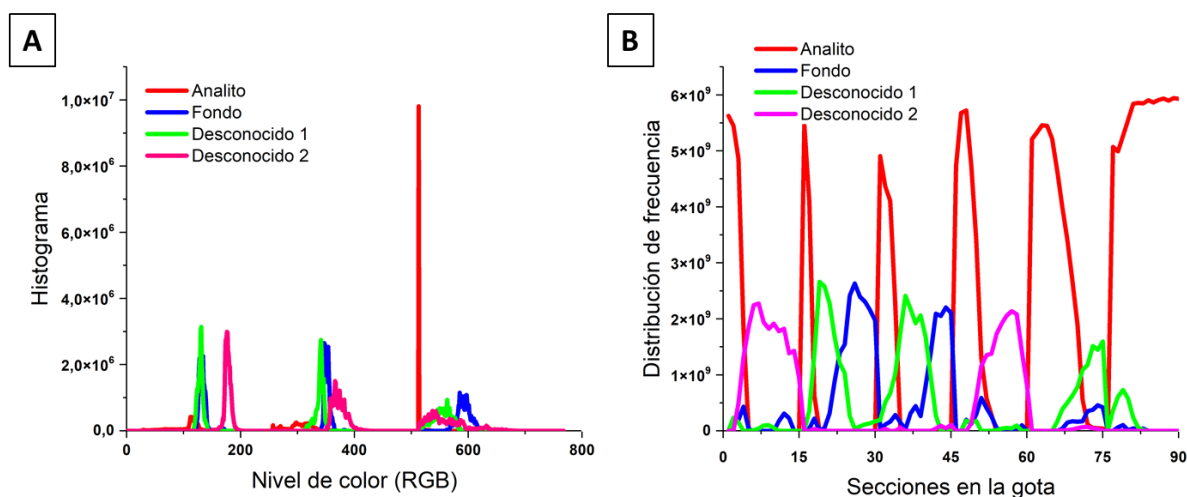 A
Histograma
1,0×10⁷
8,0×10⁶
6,0×10⁶
4,0×10⁶
2,0×10⁶
0,0
Analito
Fondo
Desconocido 1
Desconocido 2
0
200
400
600
800
Nivel de color (RGB)
B
Distribución de frecuencia
6×10⁹
5×10⁹
4×10⁹
3×10⁹
2×10⁹
1×10⁹
0
Analito
Fondo
Desconocido 1
Desconocido 2
0
15
30
45
60
75
90
Secciones en la gota